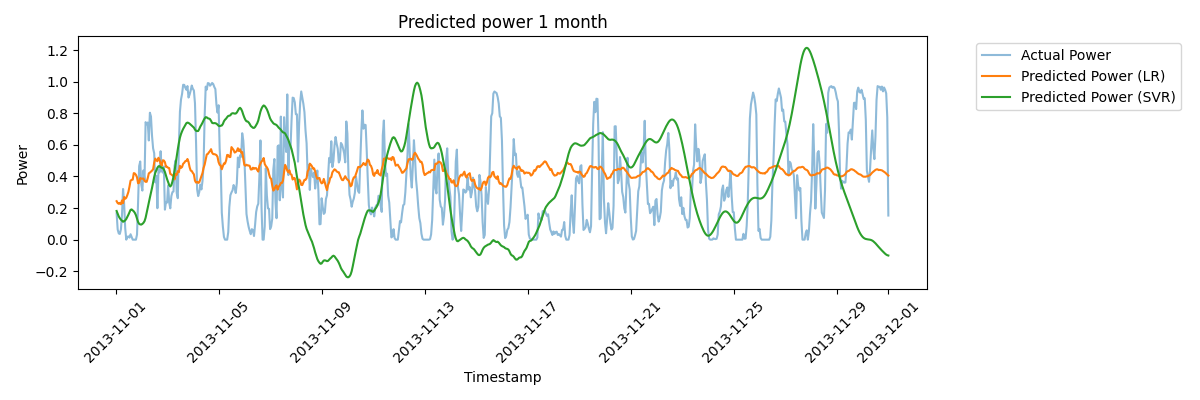 Predicted power 1 month
Power
1.2
1.0
0.8
0.6
0.4
0.2
0.0
−0.2
2013-11-01
2013-11-05
2013-11-09
2013-11-13
2013-11-17
2013-11-21
2013-11-25
2013-11-29
2013-12-01
Timestamp
Actual Power
Predicted Power (LR)
Predicted Power (SVR)